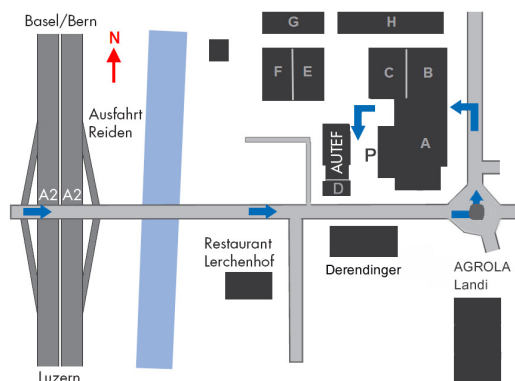 Basel/Bern
N
G
H
F
E
C
B
Ausfahrt
Reiden
AUTEF
P
A
D
A2
A2
Restaurant
Lerchenhof
Derendinger
AGROLA
Landi
Luzern